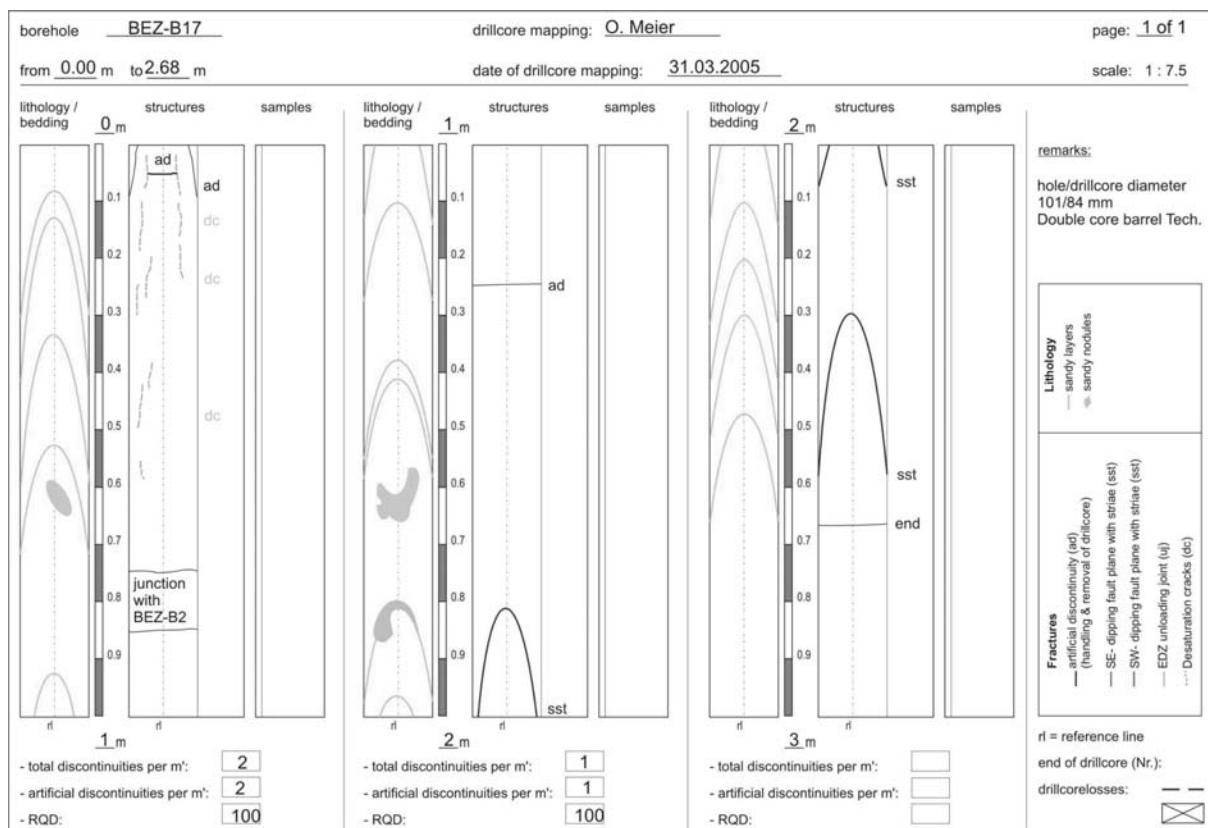 borehole BEZ-B17 drillcore mapping: O. Meier page: 1 of 1
from 0.00 m to 2.68 m date of drillcore mapping: 31.03.2005 scale: 1 : 7.5
lithology / bedding
structures
samples
0 m
0.1
0.2
0.3
0.4
0.5
0.6
0.7
0.8
0.9
ad
ad
dc
dc
dc
junction
with
BEZ-B2
rl
rl
1 m
- total discontinuities per m': 2
- artificial discontinuities per m': 2
- RQD: 100
lithology / bedding
structures
samples
1 m
0.1
0.2
0.3
0.4
0.5
0.6
0.7
0.8
0.9
ad
sst
rl
rl
2 m
- total discontinuities per m': 1
- artificial discontinuities per m': 1
- RQD: 100
lithology / bedding
structures
samples
2 m
0.1
0.2
0.3
0.4
0.5
0.6
0.7
0.8
0.9
sst
sst
end
rl
rl
3 m
- total discontinuities per m':
- artificial discontinuities per m':
- RQD:
remarks:
hole/drillcore diameter
101/84 mm
Double core barrel Tech.
Lithology
sandy layers
sandy nodules
Fractures
artificial discontinuity (ad)
(handling & removal of drillcore)
SE- dipping fault plane with striae (sst)
SW- dipping fault plane with striae (sst)
EDZ unloading joint (uj)
Desaturation cracks (dc)
rl = reference line
end of drillcore (Nr.):
drillcorelosses: